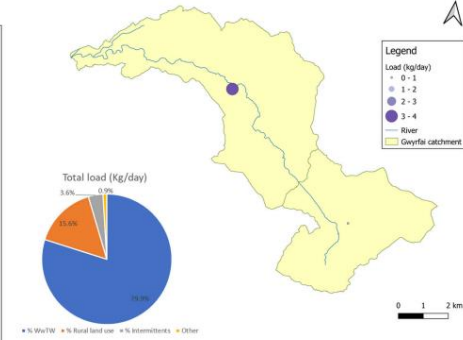 Legend
Load (kg/day)
0 - 1
1 - 2
2 - 3
3 - 4
River
Gwyrfai catchment
Total load (Kg/day)
3.6%
0.9%
15.6%
79.9%
% WwTW
% Rural land use
% Intermittents
Other
0 1 2 km